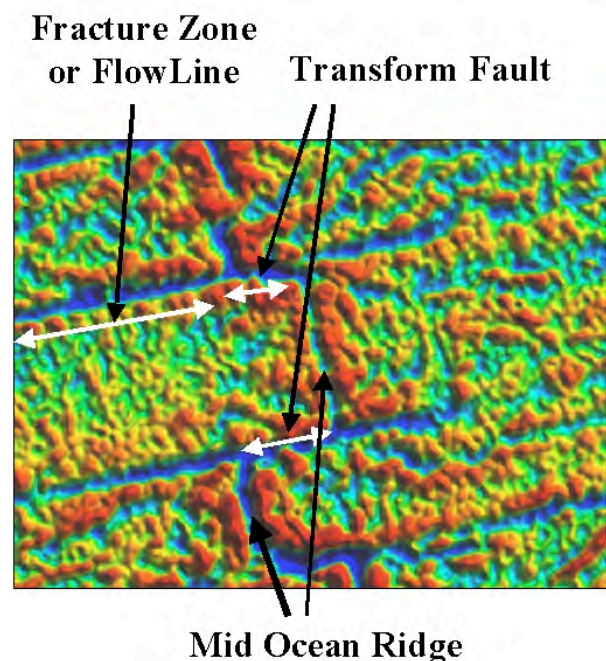 Fracture Zone
or FlowLine
Transform Fault
Mid Ocean Ridge